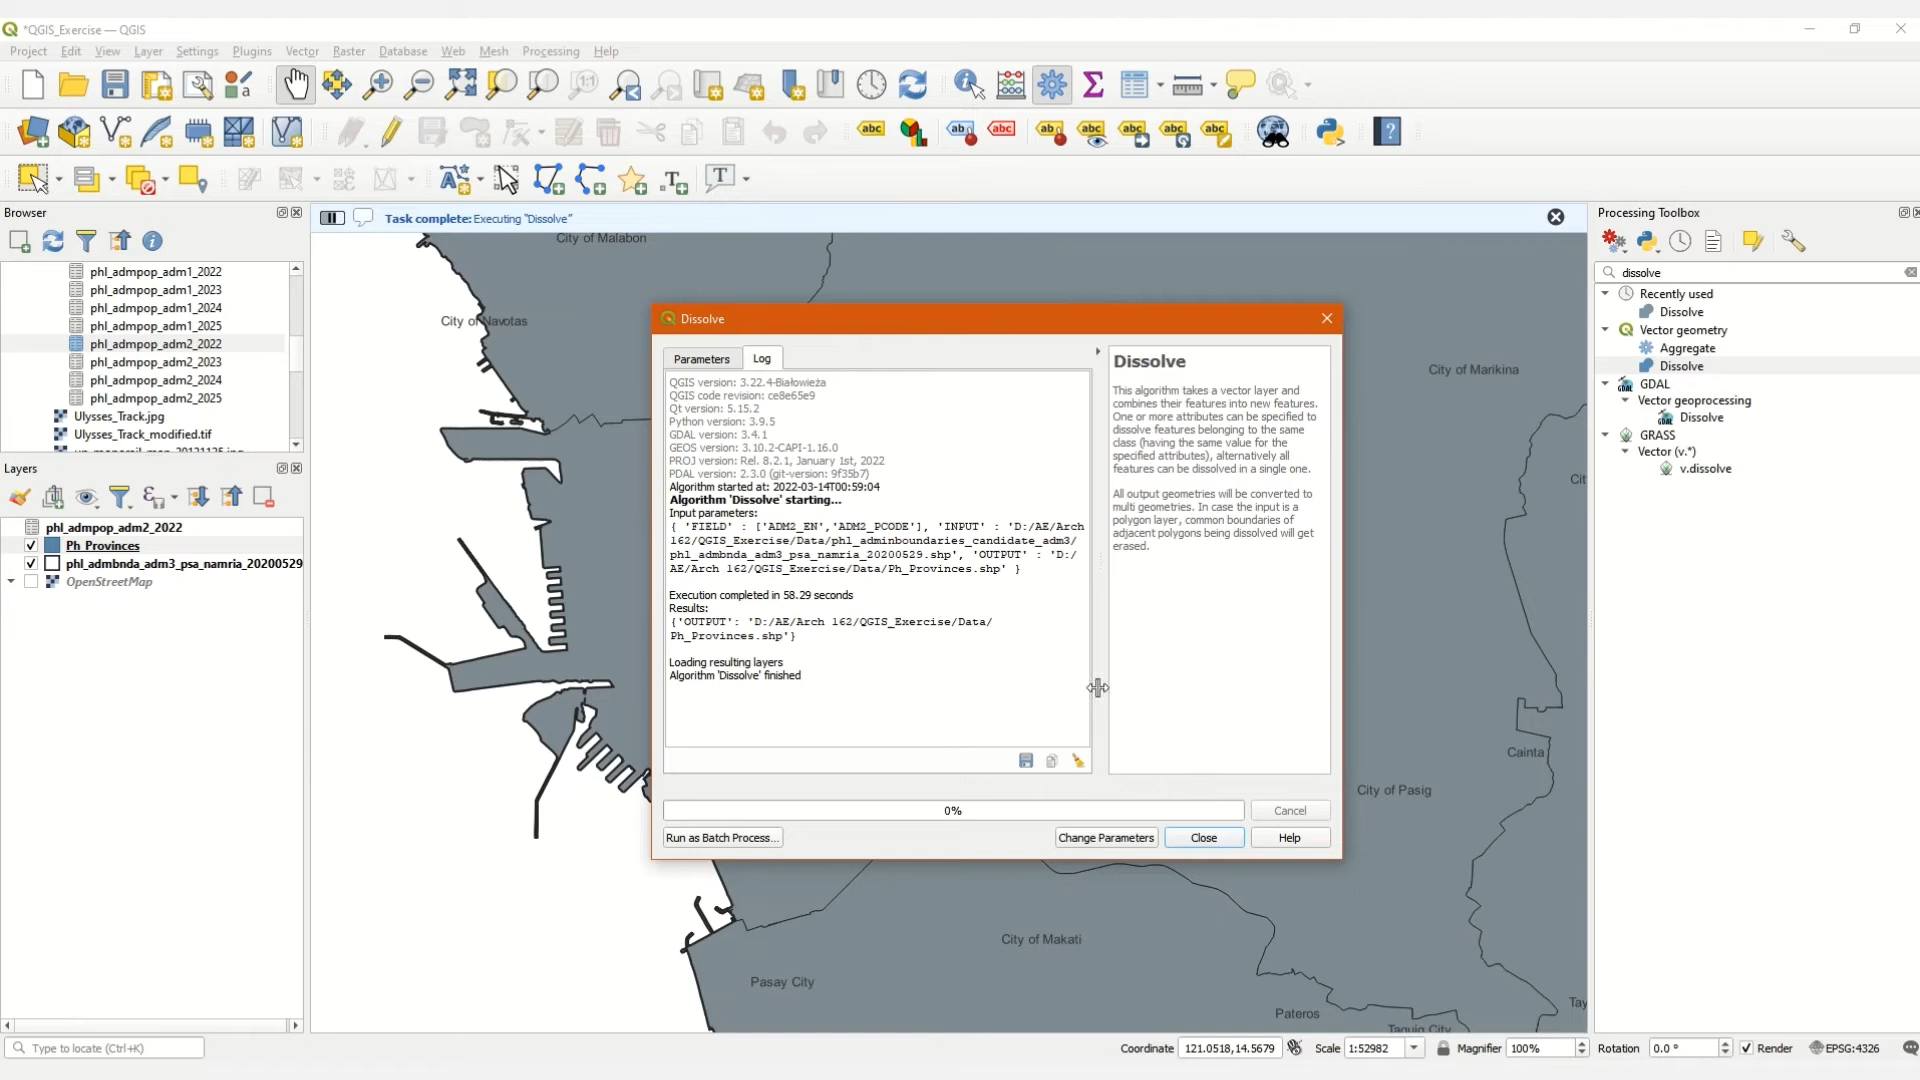 *QGIS_Exercise — QGIS
Project Edit View Layer Settings Plugins Vector Raster Database Web Mesh Processing Help
Browser
phl_admpop_adm1_2022
phl_admpop_adm1_2023
phl_admpop_adm1_2024
phl_admpop_adm1_2025
phl_admpop_adm2_2022
phl_admpop_adm2_2023
phl_admpop_adm2_2024
phl_admpop_adm2_2025
Ulysses_Track.jpg
Ulysses_Track_modified.tif
Layers
phl_admpop_adm2_2022
Ph_Provinces
phl_admbnda_adm3_psa_namria_20200529
OpenStreetMap
Type to locate (Ctrl+K)
Task complete: Executing "Dissolve"
City of Malabon
City of Navotas
City of Marikina
Cainta
City of Pasig
City of Makati
Pasay City
Pateros
Taguig City
Dissolve
Parameters Log
QGIS version: 3.22.4-Białowieża
QGIS code revision: ce8e65e9
Qt version: 5.15.2
Python version: 3.9.5
GDAL version: 3.4.1
GEOS version: 3.10.2-CAPI-1.16.0
PROJ version: Rel. 8.2.1, January 1st, 2022
PDAL version: 2.3.0 (git-version: 9f35b7)
Algorithm started at: 2022-03-14T00:59:04
Algorithm 'Dissolve' starting…
Input parameters:
{ 'FIELD' : ['ADM2_EN','ADM2_PCODE'], 'INPUT' : 'D:/AE/Arch
162/QGIS_Exercise/Data/phl_adminboundaries_candidate_adm3/
phl_admbnda_adm3_psa_namria_20200529.shp', 'OUTPUT' : 'D:/
AE/Arch 162/QGIS_Exercise/Data/Ph_Provinces.shp' }
Execution completed in 58.29 seconds
Results:
{'OUTPUT': 'D:/AE/Arch 162/QGIS_Exercise/Data/
Ph_Provinces.shp'}
Loading resulting layers
Algorithm 'Dissolve' finished
Dissolve
This algorithm takes a vector layer and
combines their features into new features.
One or more attributes can be specified to
dissolve features belonging to the same
class (having the same value for the
specified attributes), alternatively all
features can be dissolved in a single one.
All output geometries will be converted to
multi geometries. In case the input is a
polygon layer, common boundaries of
adjacent polygons being dissolved will get
erased.
0%
Cancel
Run as Batch Process…
Change Parameters Close Help
Processing Toolbox
dissolve
Recently used
Dissolve
Vector geometry
Aggregate
Dissolve
GDAL
Vector geoprocessing
Dissolve
GRASS
Vector (v.*)
v.dissolve
Coordinate 121.0518,14.5679 Scale 1:52982 Magnifier 100% Rotation 0.0 ° Render EPSG:4326